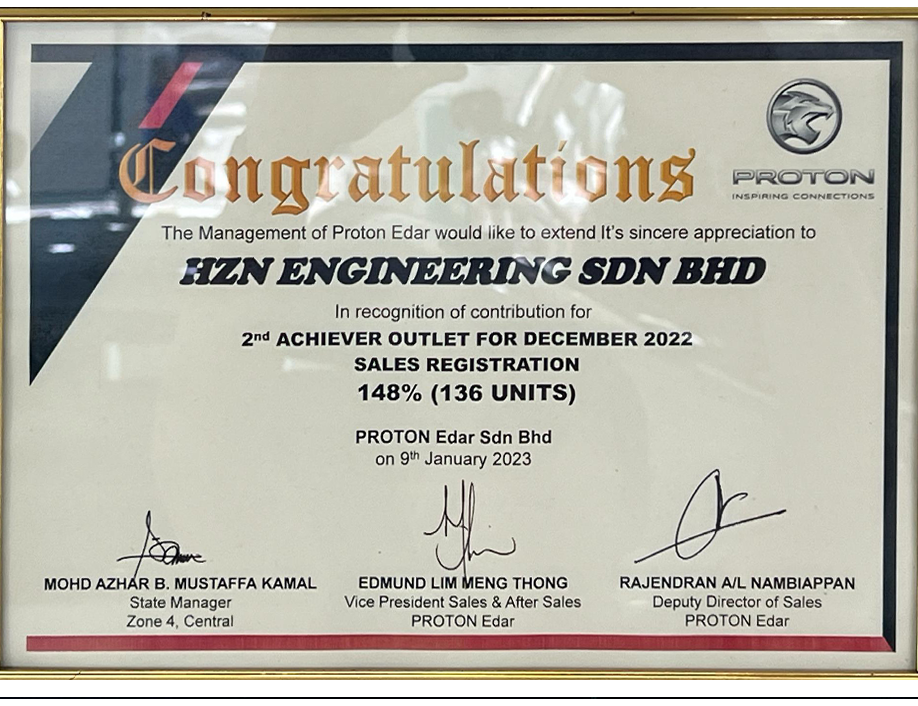 PROTON
INSPIRING CONNECTIONS
Congratulations
The Management of Proton Edar would like to extend It's sincere appreciation to
HZN ENGINEERING SDN BHD
In recognition of contribution for
2nd ACHIEVER OUTLET FOR DECEMBER 2022
SALES REGISTRATION
148% (136 UNITS)
PROTON Edar Sdn Bhd
on 9th January 2023
MOHD AZHAR B. MUSTAFFA KAMAL
State Manager
Zone 4, Central
EDMUND LIM MENG THONG
Vice President Sales & After Sales
PROTON Edar
RAJENDRAN A/L NAMBIAPPAN
Deputy Director of Sales
PROTON Edar